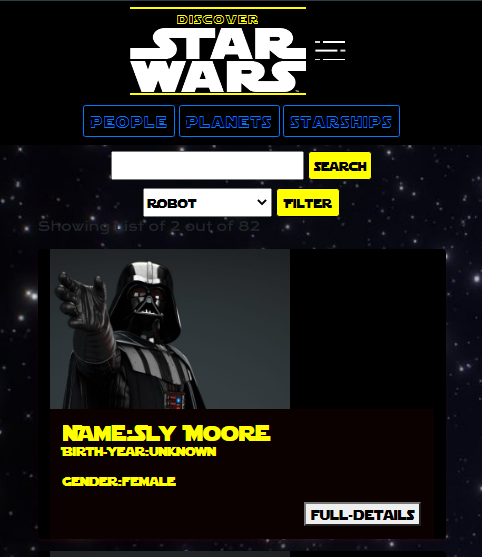 DISCOVER
STAR
WARS
PEOPLE PLANETS STARSHIPS
SEARCH
ROBOT FILTER
Showing List of 2 out of 82
NAME:SLY MOORE
BIRTH-YEAR:UNKNOWN
GENDER:FEMALE
FULL-DETAILS